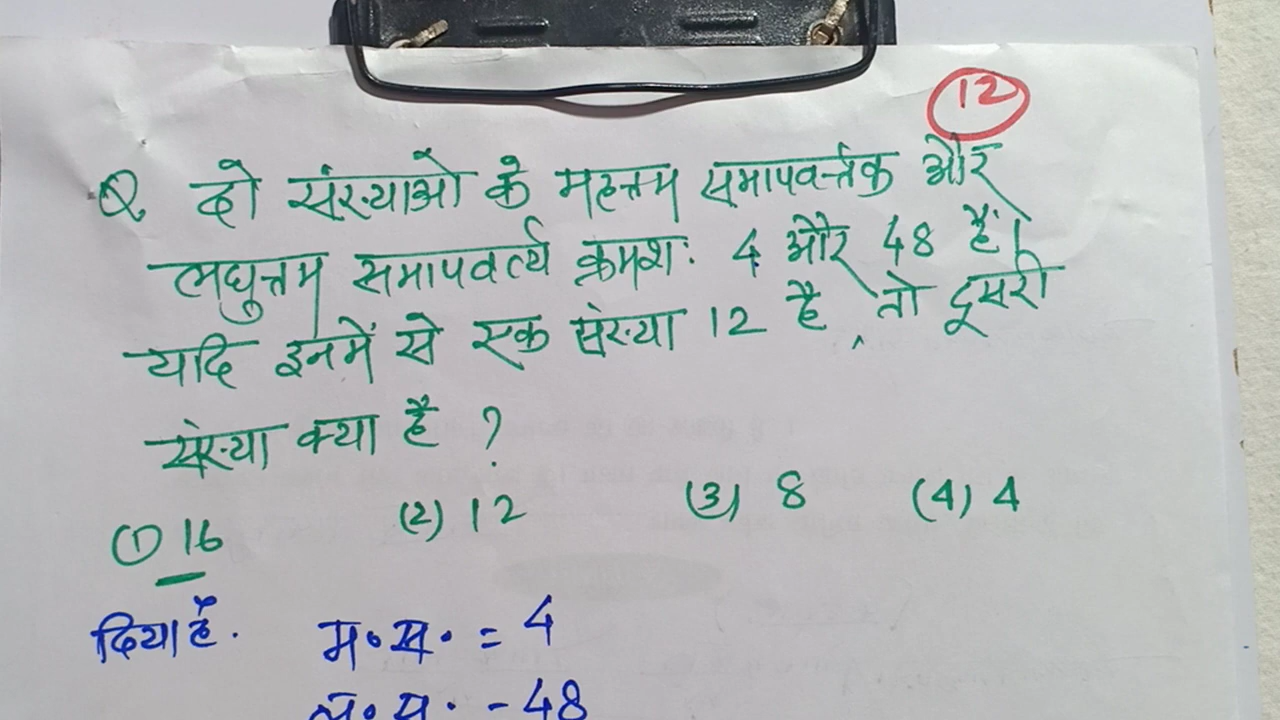 12
Q. दो संख्याओं के महत्तम समापवर्त्तक और
लघुत्तम समापवर्त्य क्रमशः 4 और 48 हैं।
यदि इनमें से एक संख्या 12 है, तो दूसरी
संख्या क्या है ?
(1) 16 (2) 12 (3) 8 (4) 4
दिया है. म.स. = 4
ल.स. - 48